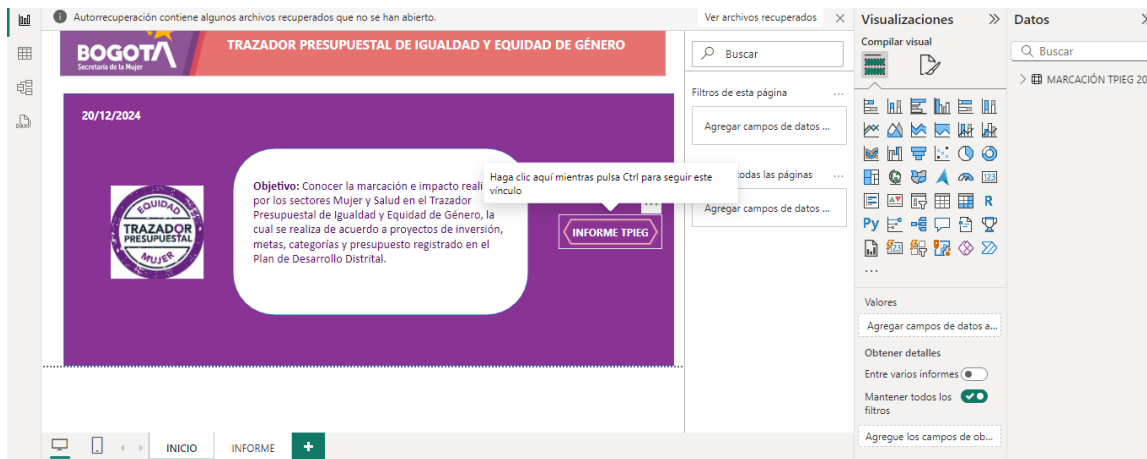 Autorrecuperación contiene algunos archivos recuperados que no se han abierto.
Ver archivos recuperados
BOGOTÁ
Secretaría de la Mujer
TRAZADOR PRESUPUESTAL DE IGUALDAD Y EQUIDAD DE GÉNERO
20/12/2024
EQUIDAD
TRAZADOR
PRESUPUESTAL
MUJER
Objetivo: Conocer la marcación e impacto reali
por los sectores Mujer y Salud en el Trazador
Presupuestal de Igualdad y Equidad de Género, la
cual se realiza de acuerdo a proyectos de inversión,
metas, categorías y presupuesto registrado en el
Plan de Desarrollo Distrital.
Haga clic aquí mientras pulsa Ctrl para seguir este
vínculo
...
INFORME TPIEG
INICIO
INFORME
+
Buscar
Filtros de esta página
...
Agregar campos de datos ...
todas las páginas
...
Agregar campos de datos ...
Visualizaciones
Compilar visual
123
R
Py
123
...
Valores
Agregar campos de datos a...
Obtener detalles
Entre varios informes
Mantener todos los
filtros
Agregue los campos de ob...
Datos
Buscar
MARCACIÓN TPIEG 20
DAX